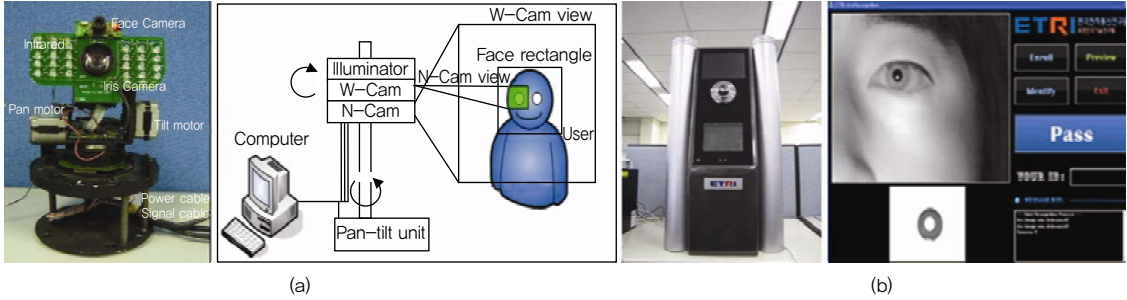 Face Camera
Infrared
Iris Camera
Pan motor
Tilt motor
Power cable
Signal cable
W-Cam view
Face rectangle
Illuminator
N-Cam view
W-Cam
N-Cam
User
Computer
Pan-tilt unit
(a)
ETRI
ETRI
Enroll
Preview
Identify
Exit
Pass
YOUR ID:
(b)